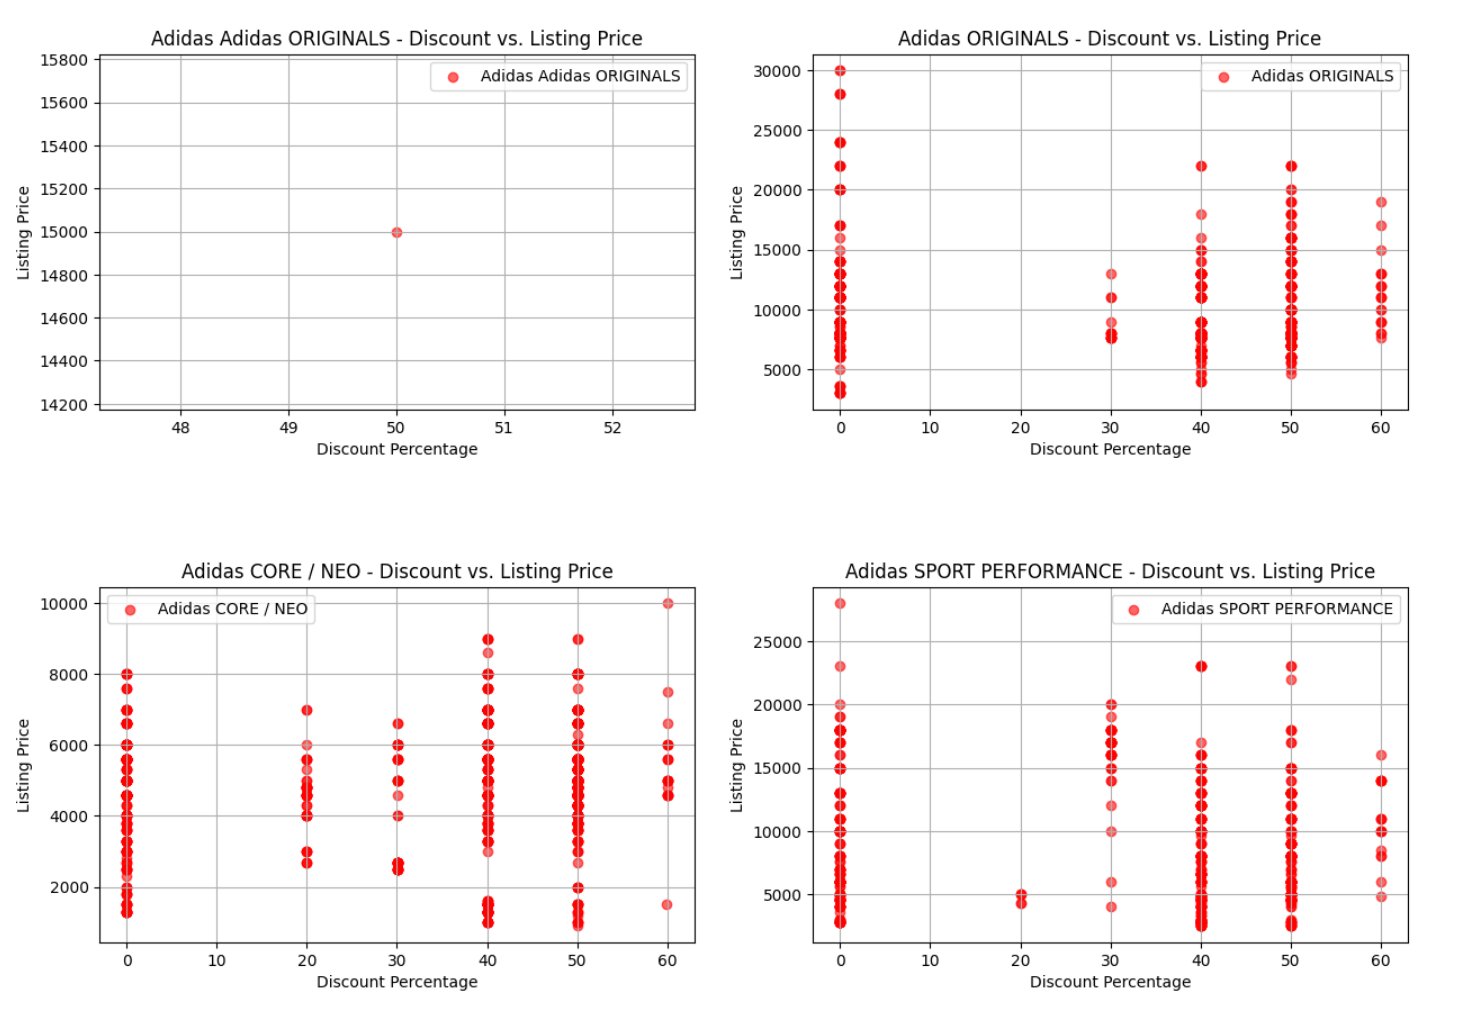 Adidas Adidas ORIGINALS - Discount vs. Listing Price
Adidas Adidas ORIGINALS
15800
15600
15400
15200
15000
14800
14600
14400
14200
Listing Price
48 49 50 51 52
Discount Percentage
Adidas ORIGINALS - Discount vs. Listing Price
Adidas ORIGINALS
30000
25000
20000
15000
10000
5000
Listing Price
0 10 20 30 40 50 60
Discount Percentage
Adidas CORE / NEO - Discount vs. Listing Price
Adidas CORE / NEO
10000
8000
6000
4000
2000
Listing Price
0 10 20 30 40 50 60
Discount Percentage
Adidas SPORT PERFORMANCE - Discount vs. Listing Price
Adidas SPORT PERFORMANCE
25000
20000
15000
10000
5000
Listing Price
0 10 20 30 40 50 60
Discount Percentage